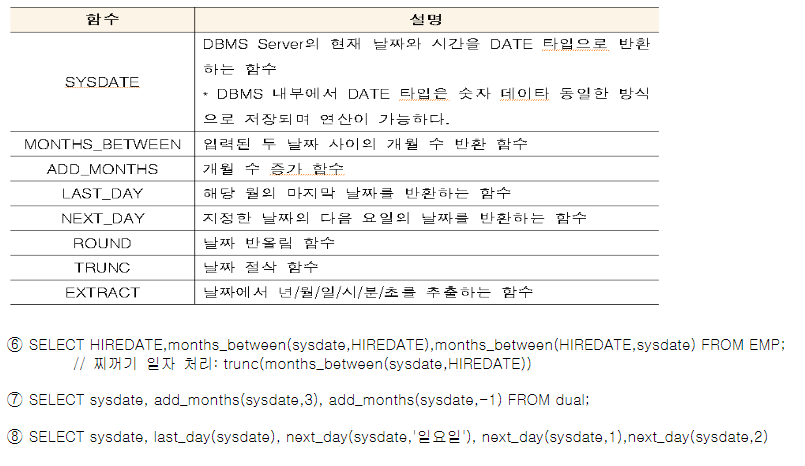 함수 설명
SYSDATE
DBMS Server의 현재 날짜와 시간을 DATE 타입으로 반환
하는 함수
* DBMS 내부에서 DATE 타입은 숫자 데이타 동일한 방식
으로 저장되며 연산이 가능하다.
MONTHS_BETWEEN 입력된 두 날짜 사이의 개월 수 반환 함수
ADD_MONTHS 개월 수 증가 함수
LAST_DAY 해당 월의 마지막 날짜를 반환하는 함수
NEXT_DAY 지정한 날짜의 다음 요일의 날짜를 반환하는 함수
ROUND 날짜 반올림 함수
TRUNC 날짜 절삭 함수
EXTRACT 날짜에서 년/월/일/시/분/초를 추출하는 함수
⑥ SELECT HIREDATE,months_between(sysdate,HIREDATE),months_between(HIREDATE,sysdate) FROM EMP;
// 찌꺼기 일자 처리: trunc(months_between(sysdate,HIREDATE))
⑦ SELECT sysdate, add_months(sysdate,3), add_months(sysdate,-1) FROM dual;
⑧ SELECT sysdate, last_day(sysdate), next_day(sysdate,'일요일'), next_day(sysdate,1),next_day(sysdate,2)